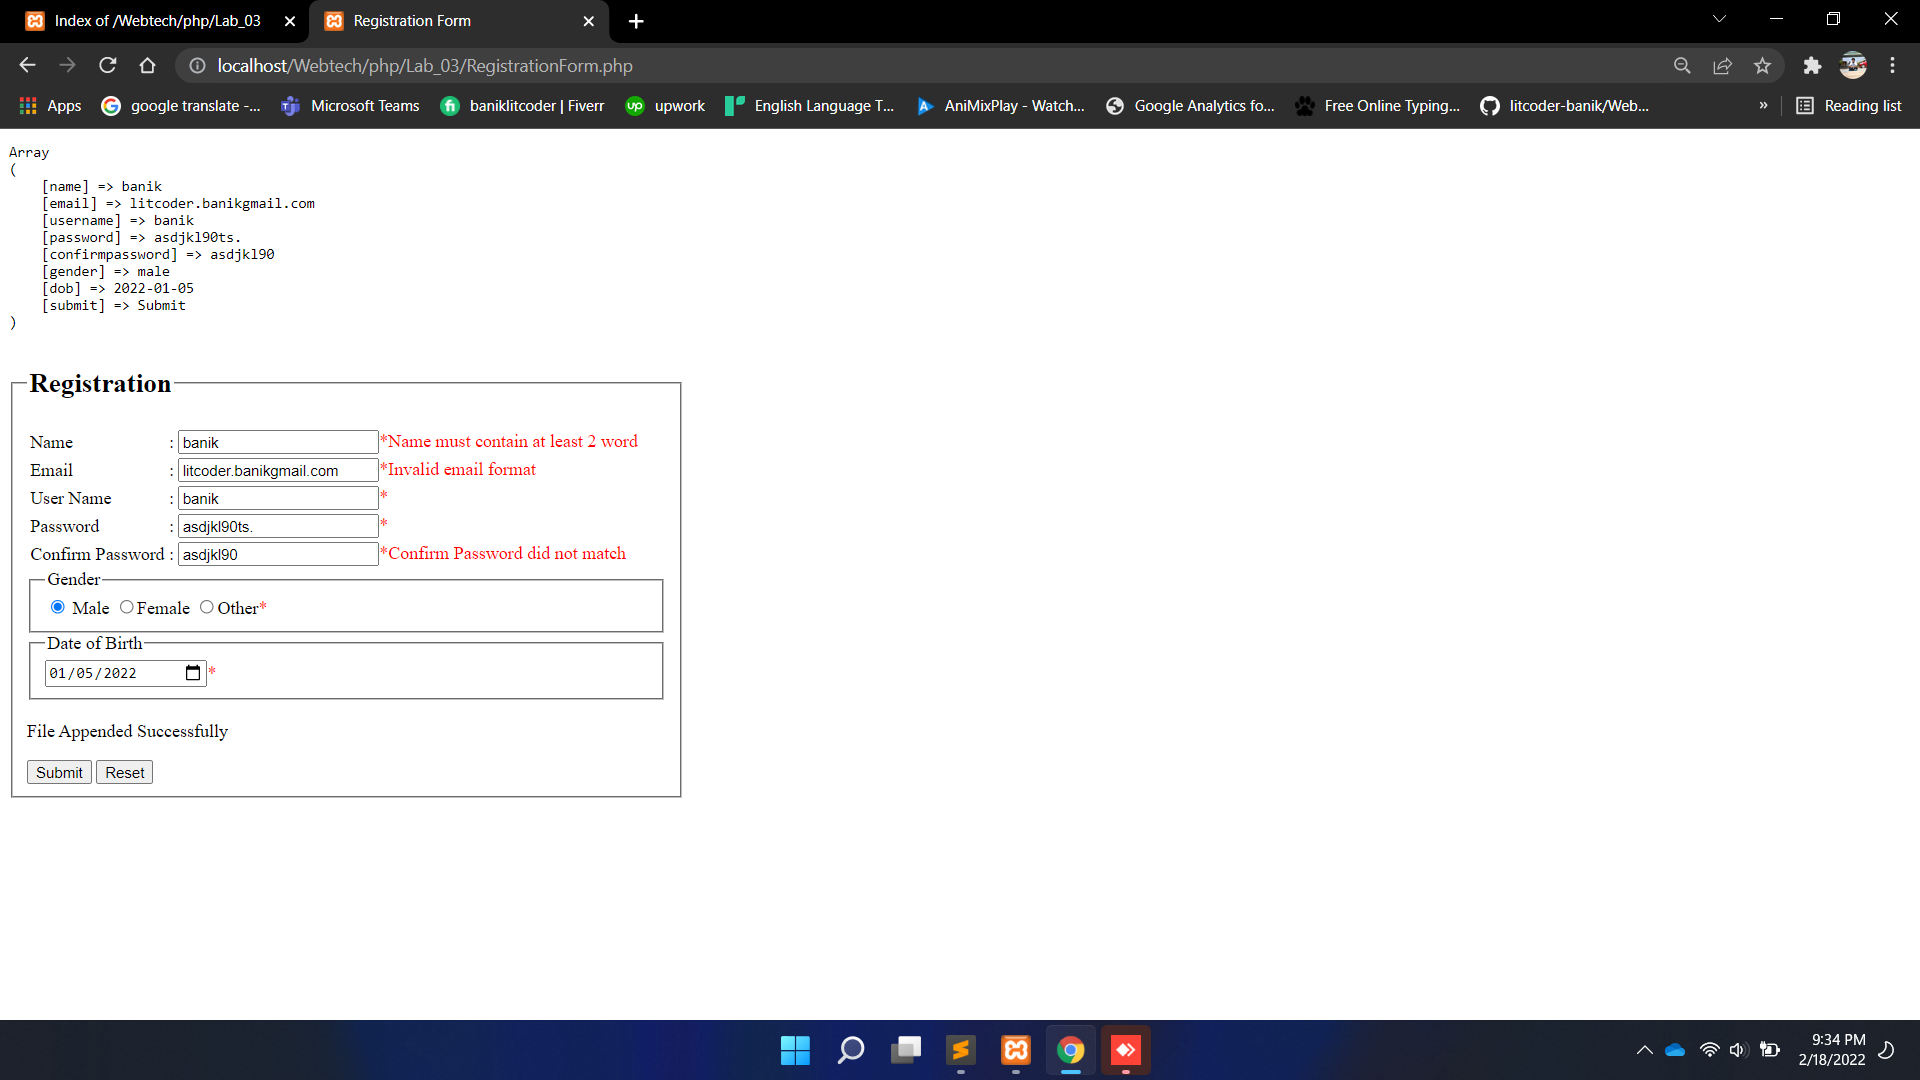 Index of /Webtech/php/Lab_03
Registration Form
localhost/Webtech/php/Lab_03/RegistrationForm.php
Apps google translate -... Microsoft Teams baniklitcoder | Fiverr upwork English Language T... AniMixPlay - Watch... Google Analytics fo... Free Online Typing... litcoder-banik/Web... » Reading list
Array
(
[name] => banik
[email] => litcoder.banikgmail.com
[username] => banik
[password] => asdjkl90ts.
[confirmpassword] => asdjkl90
[gender] => male
[dob] => 2022-01-05
[submit] => Submit
)
Registration
Name : banik *Name must contain at least 2 word
Email : litcoder.banikgmail.com *Invalid email format
User Name : banik *
Password : asdjkl90ts. *
Confirm Password : asdjkl90 *Confirm Password did not match
Gender
Male Female Other*
Date of Birth
01/05/2022 *
File Appended Successfully
Submit Reset
9:34 PM
2/18/2022